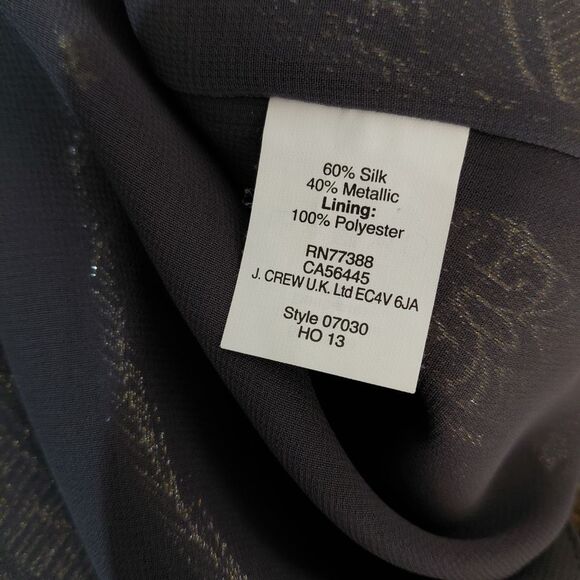 60% Silk
40% Metallic
Lining:
100% Polyester
RN77388
CA56445
J. CREW U.K. Ltd EC4V 6JA
Style 07030
HO 13